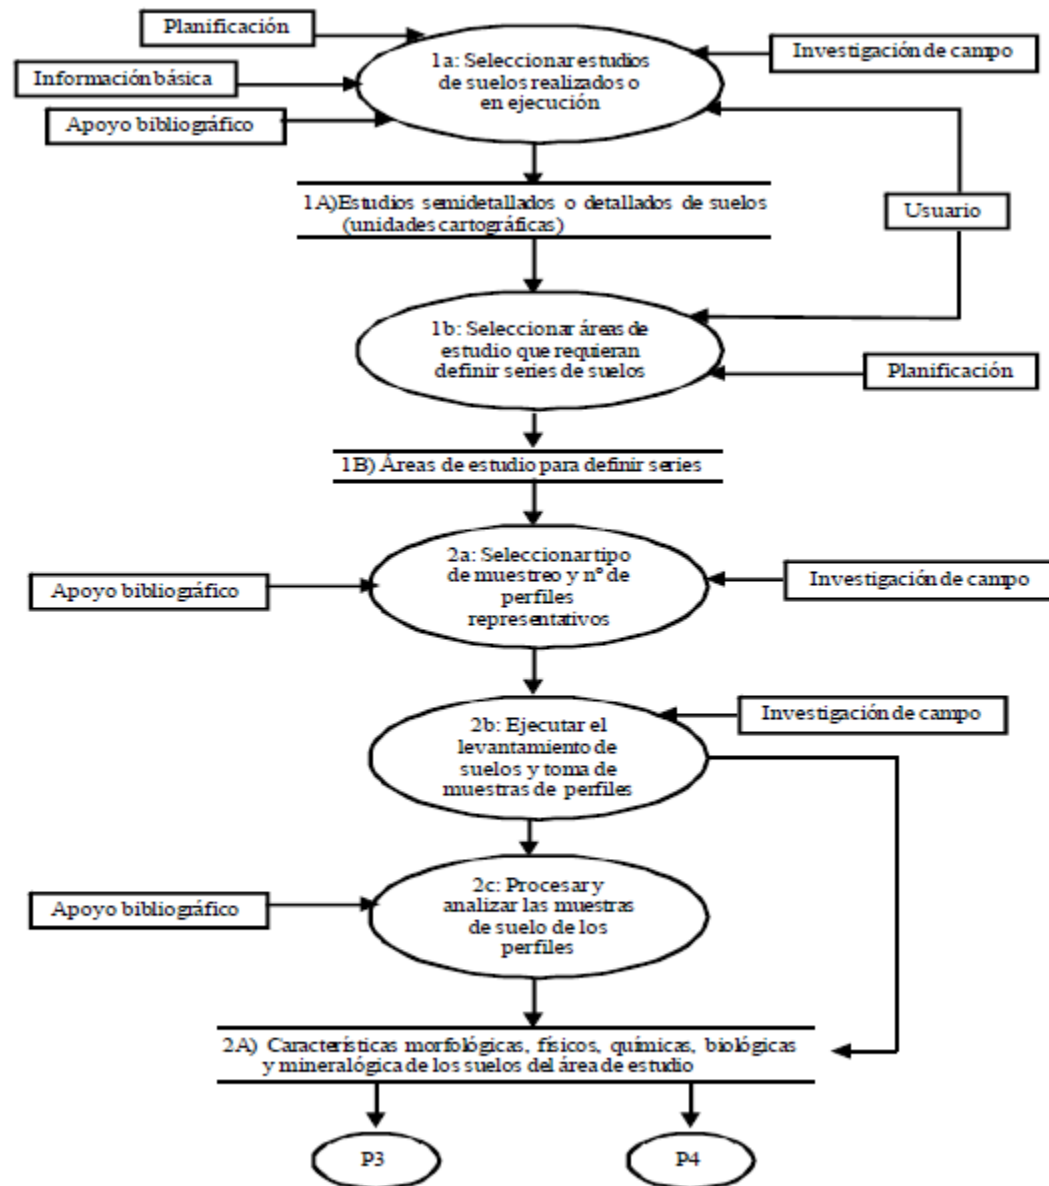 Planificación
Investigación de campo
1a: Seleccionar estudios
de suelos realizados o
en ejecución
Información básica
Apoyo bibliográfico
1A)Estudios semidetallados o detallados de suelos
(unidades cartográficas)
Usuario
1b: Seleccionar áreas de
estudio que requieran
definir series de suelos
Planificación
1B) Áreas de estudio para definir series
2a: Seleccionar tipo
de muestreo y nº de
perfiles
representativos
Apoyo bibliográfico
Investigación de campo
2b: Ejecutar el
levantamiento de
suelos y toma de
muestras de perfiles
Investigación de campo
2c: Procesar y
analizar las muestras
de suelo de los
perfiles
Apoyo bibliográfico
2A) Características morfológicas, físicos, químicas, biológicas
y mineralógica de los suelos del área de estudio
P3
P4